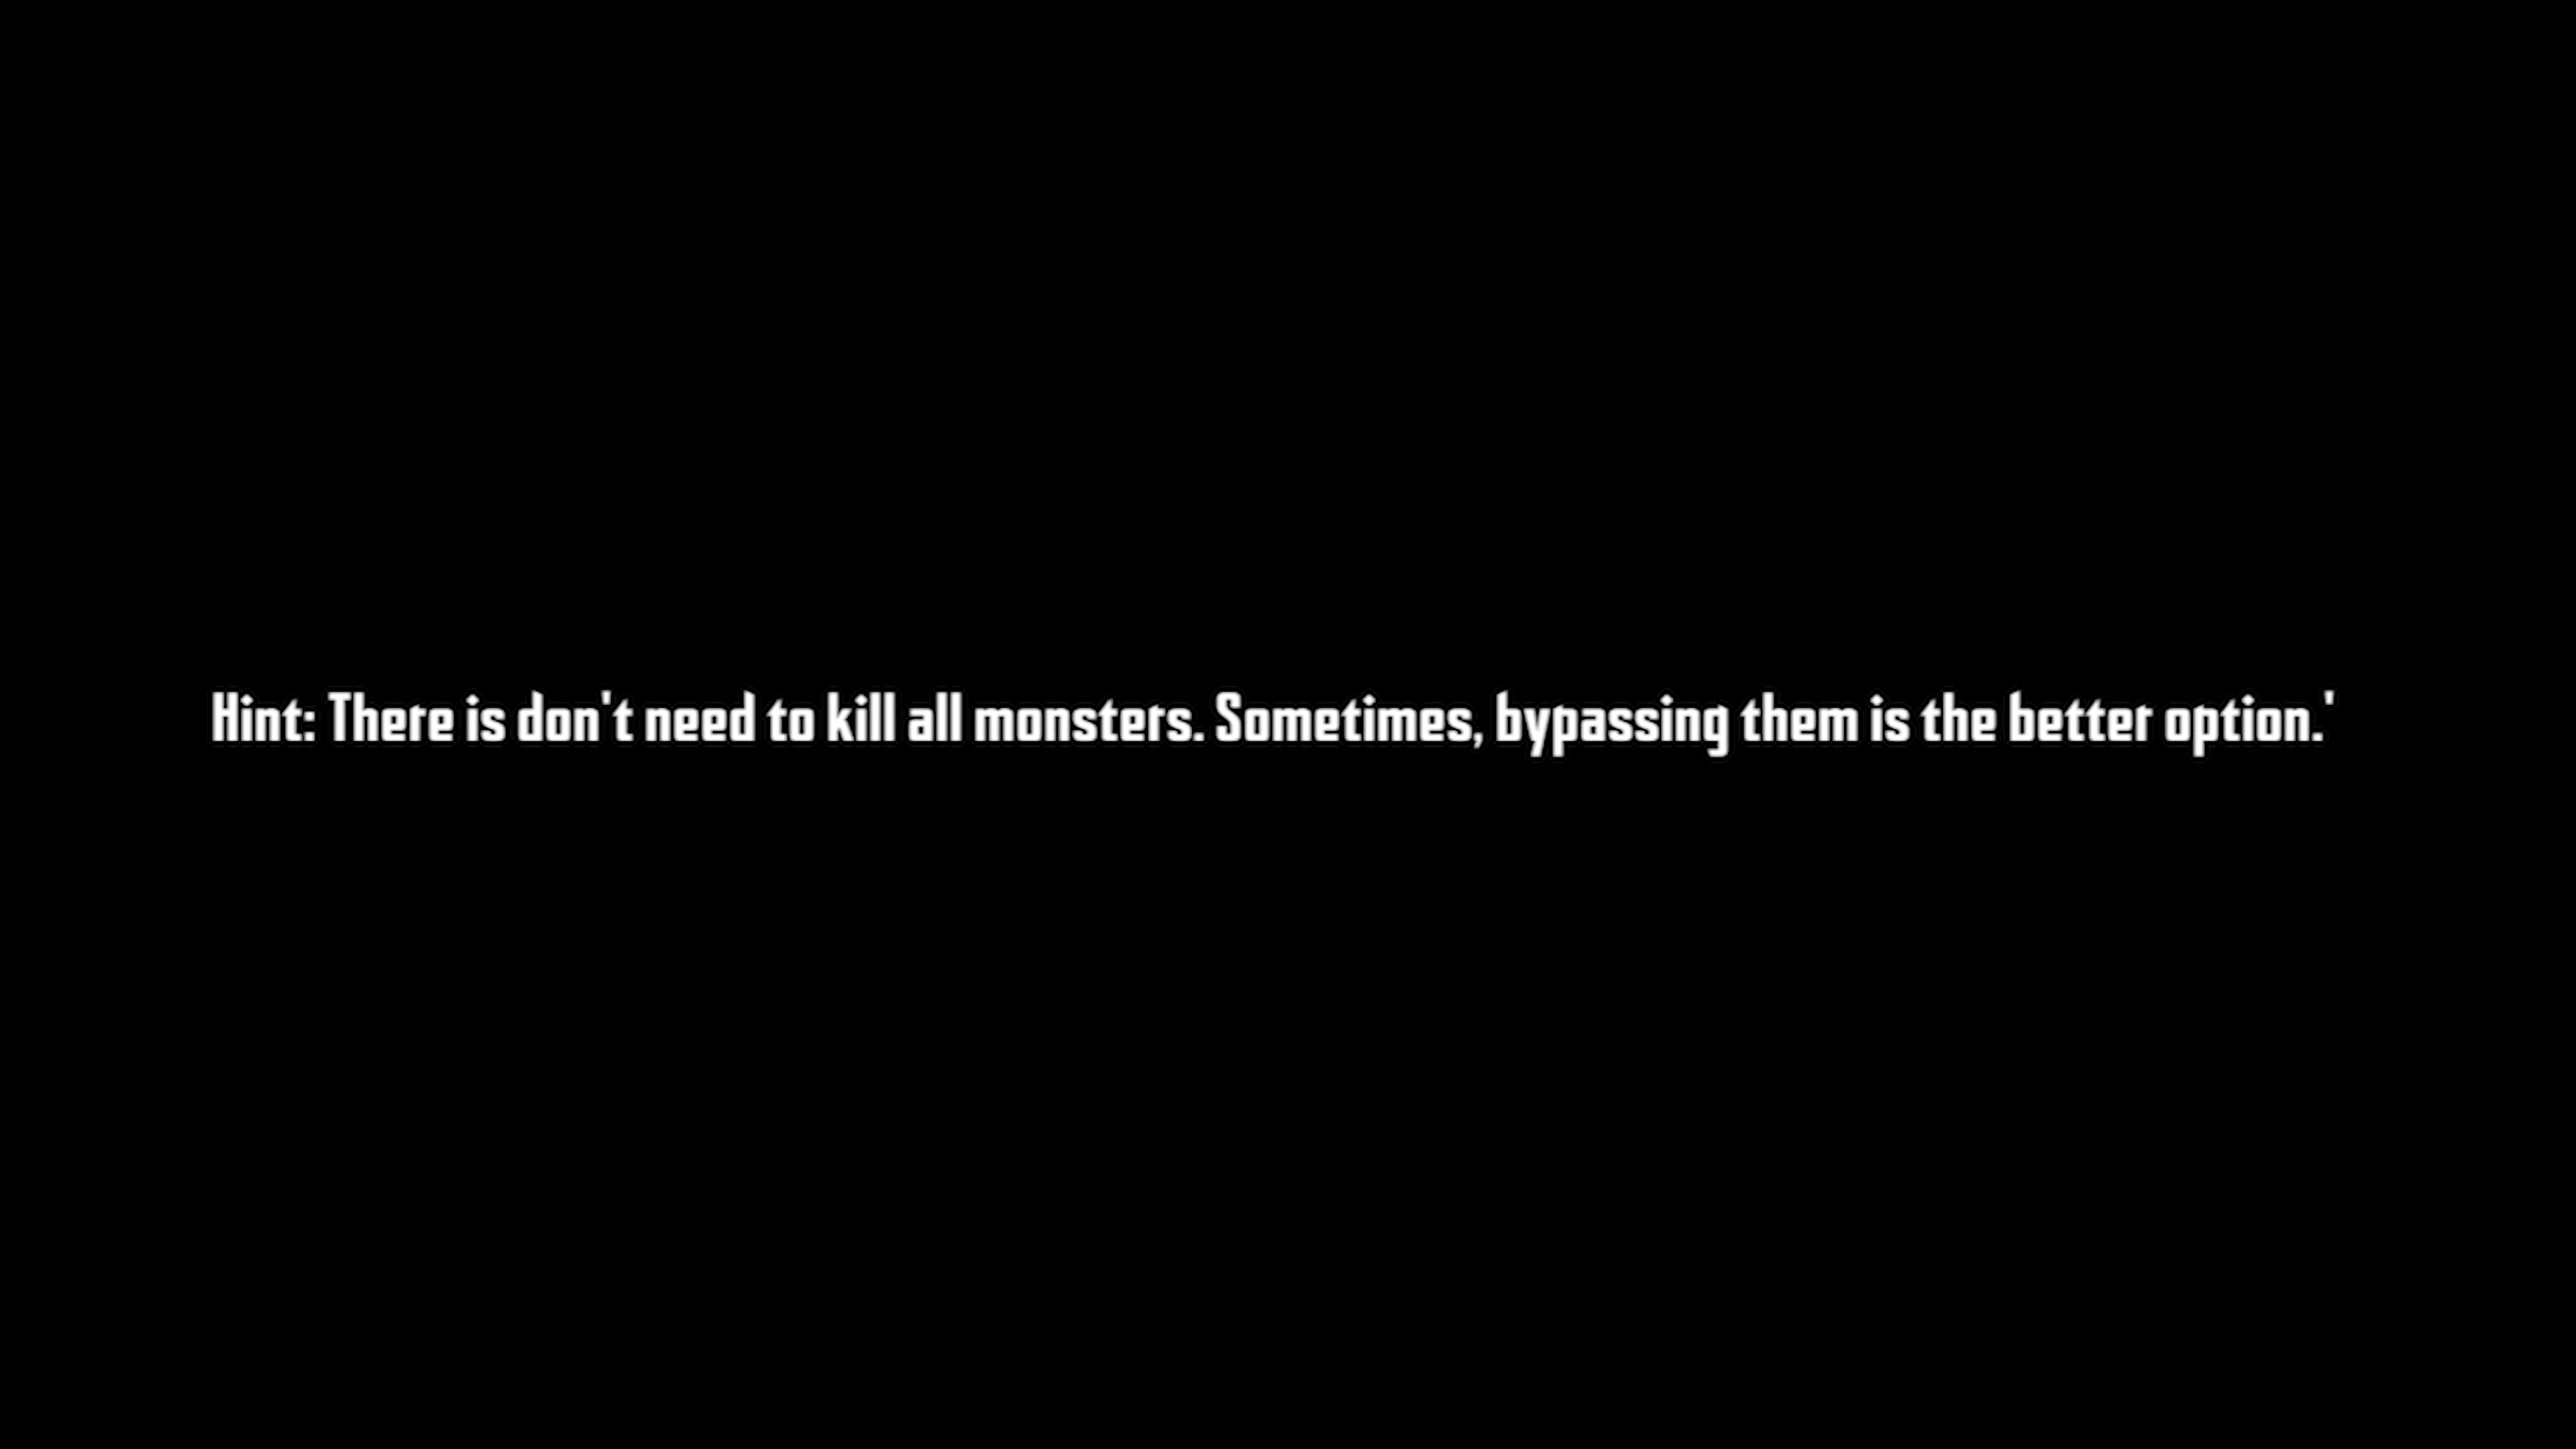 Hint: There is don't need to kill all monsters. Sometimes, bypassing them is the better option.'